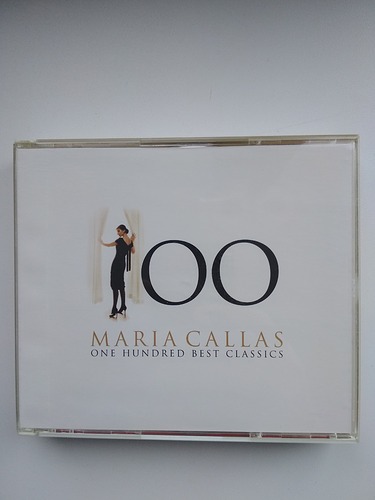 100
MARIA CALLAS
ONE HUNDRED BEST CLASSICS